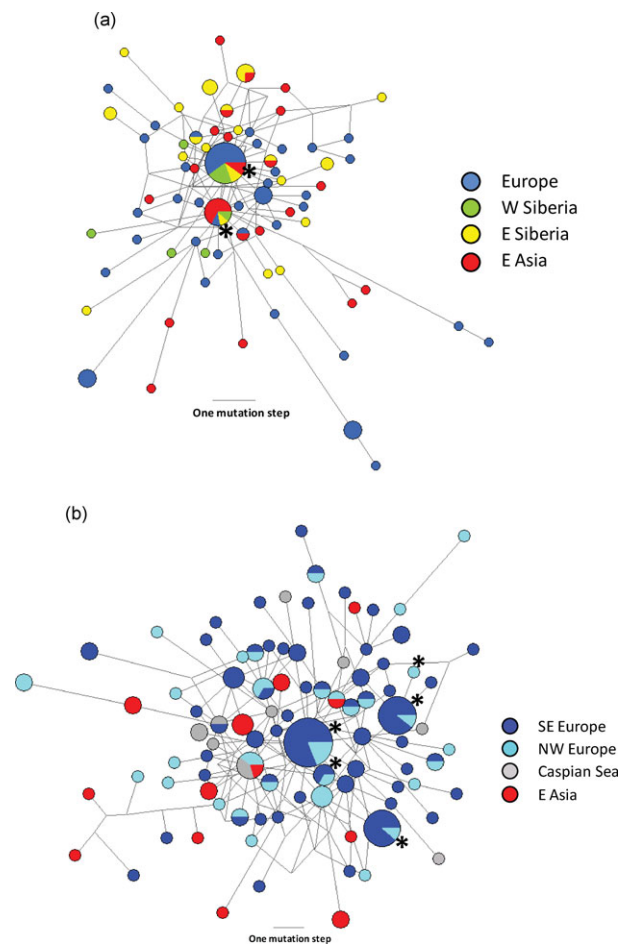 (a)
*
*
Europe
W Siberia
E Siberia
E Asia
One mutation step
(b)
*
*
*
*
*
SE Europe
NW Europe
Caspian Sea
E Asia
One mutation step